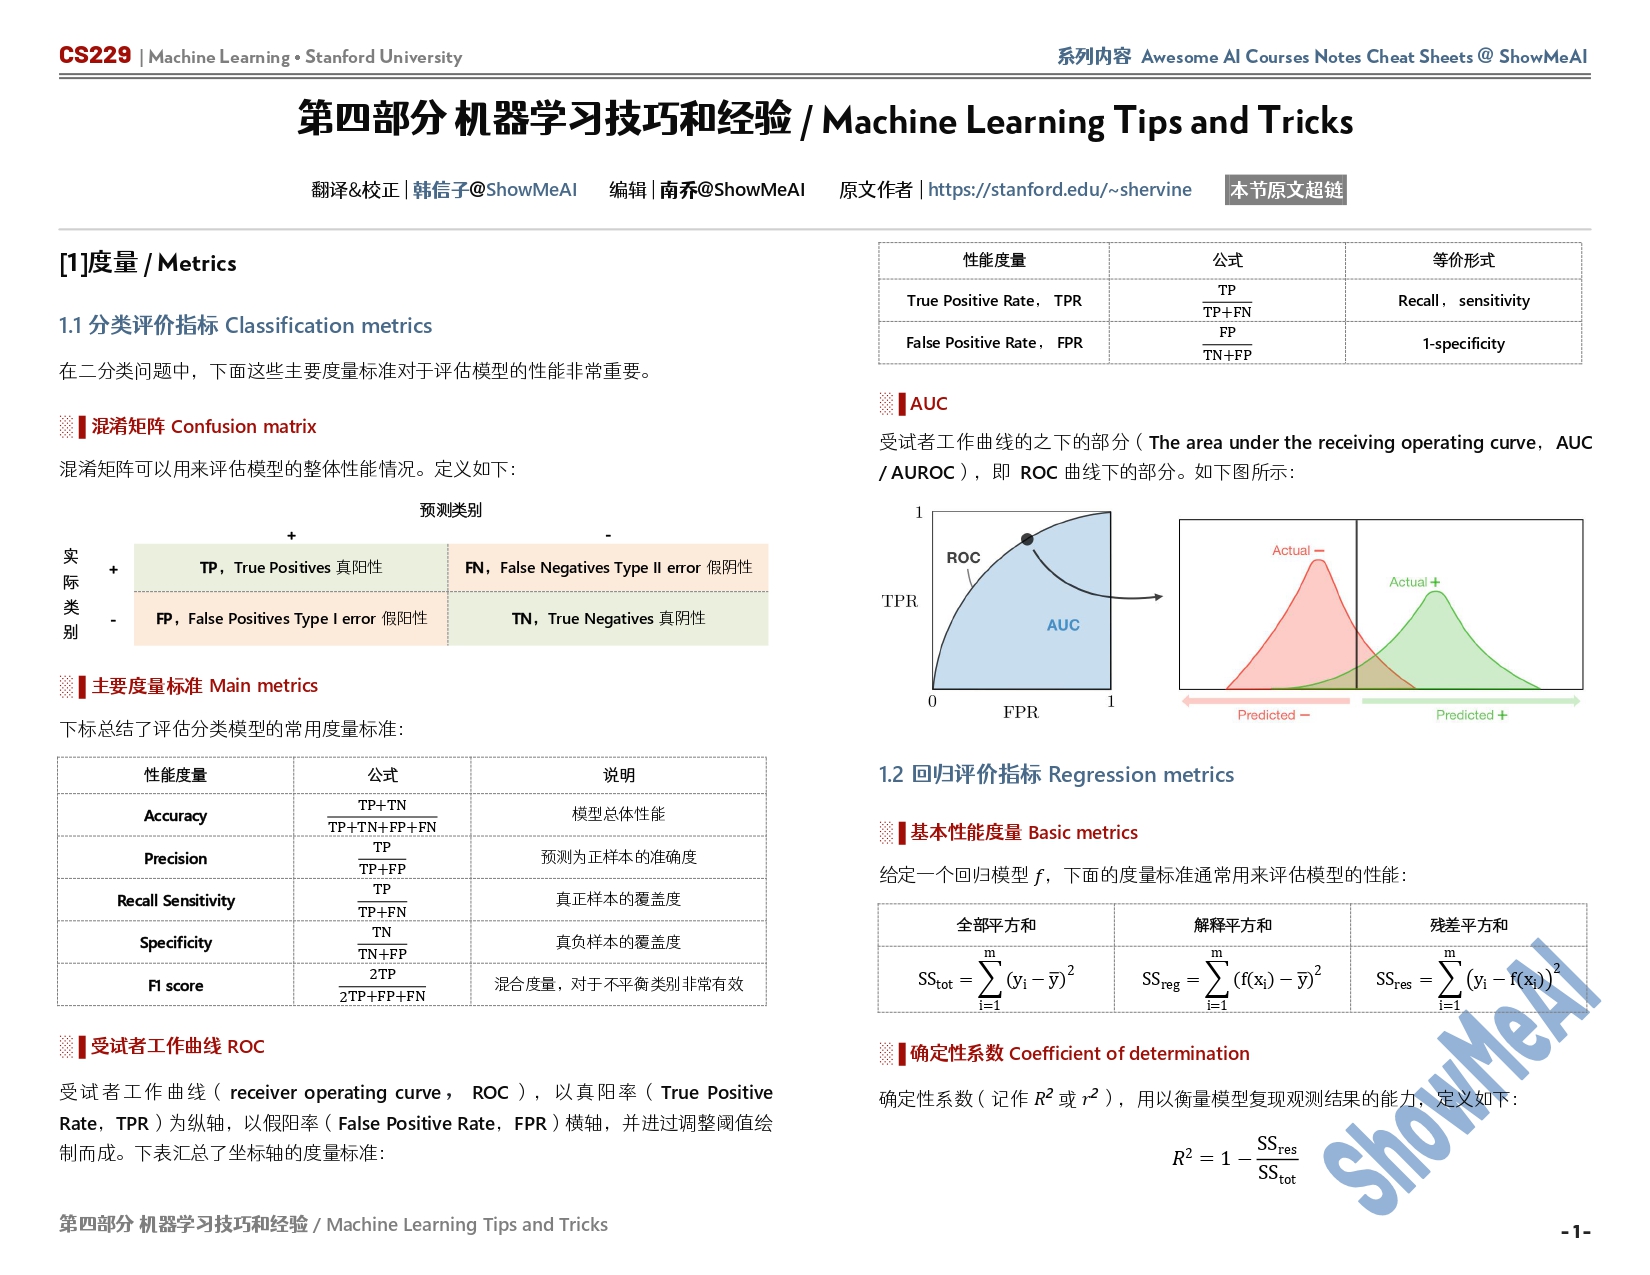 CS229 | Machine Learning • Stanford University
系列内容 Awesome AI Courses Notes Cheat Sheets @ ShowMeAI
第四部分 机器学习技巧和经验 / Machine Learning Tips and Tricks
翻译&校正 | 韩信子@ShowMeAI 编辑 | 南乔@ShowMeAI 原文作者 | https://stanford.edu/~shervine 本节原文超链
[1]度量 / Metrics
1.1 分类评价指标 Classification metrics
在二分类问题中，下面这些主要度量标准对于评估模型的性能非常重要。
混淆矩阵 Confusion matrix
混淆矩阵可以用来评估模型的整体性能情况。定义如下：
预测类别
+ -
实际类别
+ TP，True Positives 真阳性 FN，False Negatives Type II error 假阴性
- FP，False Positives Type I error 假阳性 TN，True Negatives 真阴性
主要度量标准 Main metrics
下标总结了评估分类模型的常用度量标准：
性能度量 公式 说明
Accuracy TP+TN / TP+TN+FP+FN 模型总体性能
Precision TP / TP+FP 预测为正样本的准确度
Recall Sensitivity TP / TP+FN 真正样本的覆盖度
Specificity TN / TN+FP 真负样本的覆盖度
F1 score 2TP / 2TP+FP+FN 混合度量，对于不平衡类别非常有效
受试者工作曲线 ROC
受试者工作曲线（receiver operating curve， ROC），以真阳率（True Positive
Rate，TPR）为纵轴，以假阳率（False Positive Rate，FPR）横轴，并进过调整阈值绘
制而成。下表汇总了坐标轴的度量标准：
性能度量 公式 等价形式
True Positive Rate， TPR TP / TP+FN Recall， sensitivity
False Positive Rate， FPR FP / TN+FP 1-specificity
AUC
受试者工作曲线的之下的部分（The area under the receiving operating curve，AUC
/ AUROC），即 ROC 曲线下的部分。如下图所示：
1
ROC
TPR
AUC
0 1
FPR
Actual −
Actual +
Predicted − Predicted +
1.2 回归评价指标 Regression metrics
基本性能度量 Basic metrics
给定一个回归模型 f，下面的度量标准通常用来评估模型的性能：
全部平方和 解释平方和 残差平方和
SS_tot = ∑_{i=1}^{m} (y_i − ȳ)² SS_reg = ∑_{i=1}^{m} (f(x_i) − ȳ)² SS_res = ∑_{i=1}^{m} (y_i − f(x_i))²
确定性系数 Coefficient of determination
确定性系数（记作 R² 或 r²），用以衡量模型复现观测结果的能力，定义如下：
R² = 1 − SS_res / SS_tot
ShowMeAI
第四部分 机器学习技巧和经验 / Machine Learning Tips and Tricks
- 1 -